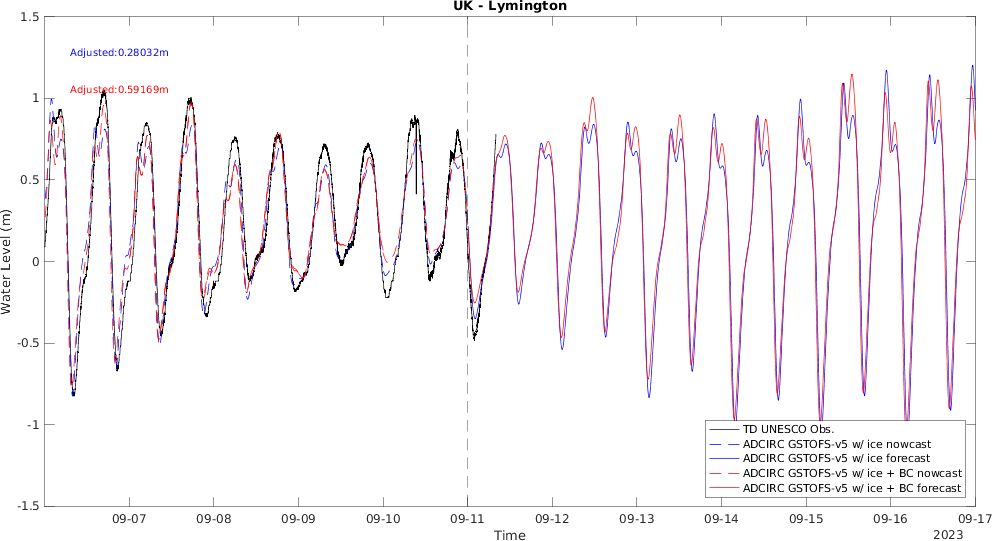 UK - Lymington
1.5
Adjusted:0.28032m
Adjusted:0.59169m
1
0.5
0
-0.5
-1
-1.5
Water Level (m)
TD UNESCO Obs.
ADCIRC GSTOFS-v5 w/ ice nowcast
ADCIRC GSTOFS-v5 w/ ice forecast
ADCIRC GSTOFS-v5 w/ ice + BC nowcast
ADCIRC GSTOFS-v5 w/ ice + BC forecast
09-07 09-08 09-09 09-10 09-11 09-12 09-13 09-14 09-15 09-16 09-17
Time
2023